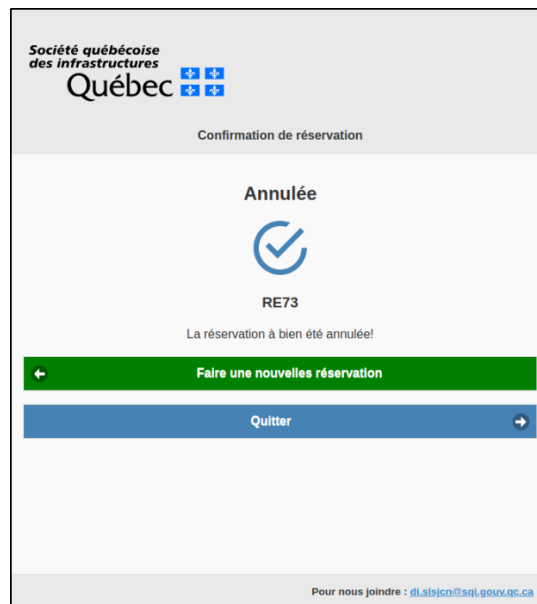 Société québécoise
des infrastructures
Québec
Confirmation de réservation
Annulée
RE73
La réservation à bien été annulée!
Faire une nouvelles réservation
Quitter
Pour nous joindre : di.slsjcn@sqi.gouv.qc.ca